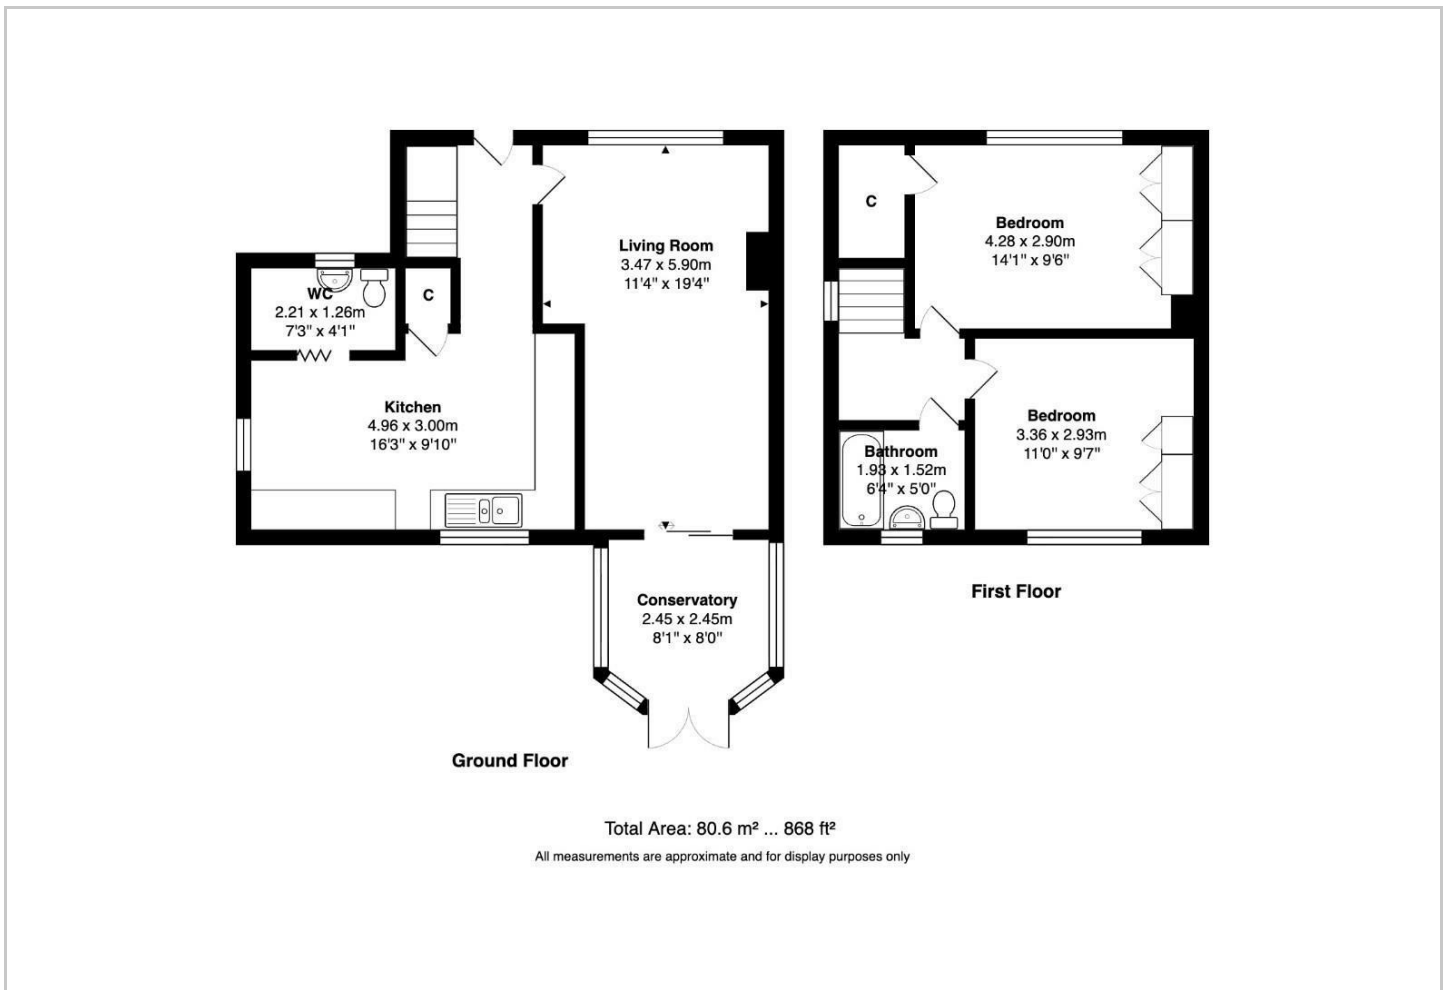 Living Room
3.47 x 5.90m
11'4" x 19'4"
WC
2.21 x 1.26m
7'3" x 4'1"
C
Kitchen
4.96 x 3.00m
16'3" x 9'10"
Conservatory
2.45 x 2.45m
8'1" x 8'0"
Ground Floor
C
Bedroom
4.28 x 2.90m
14'1" x 9'6"
Bedroom
3.36 x 2.93m
11'0" x 9'7"
Bathroom
1.93 x 1.52m
6'4" x 5'0"
First Floor
Total Area: 80.6 m² ... 868 ft²
All measurements are approximate and for display purposes only